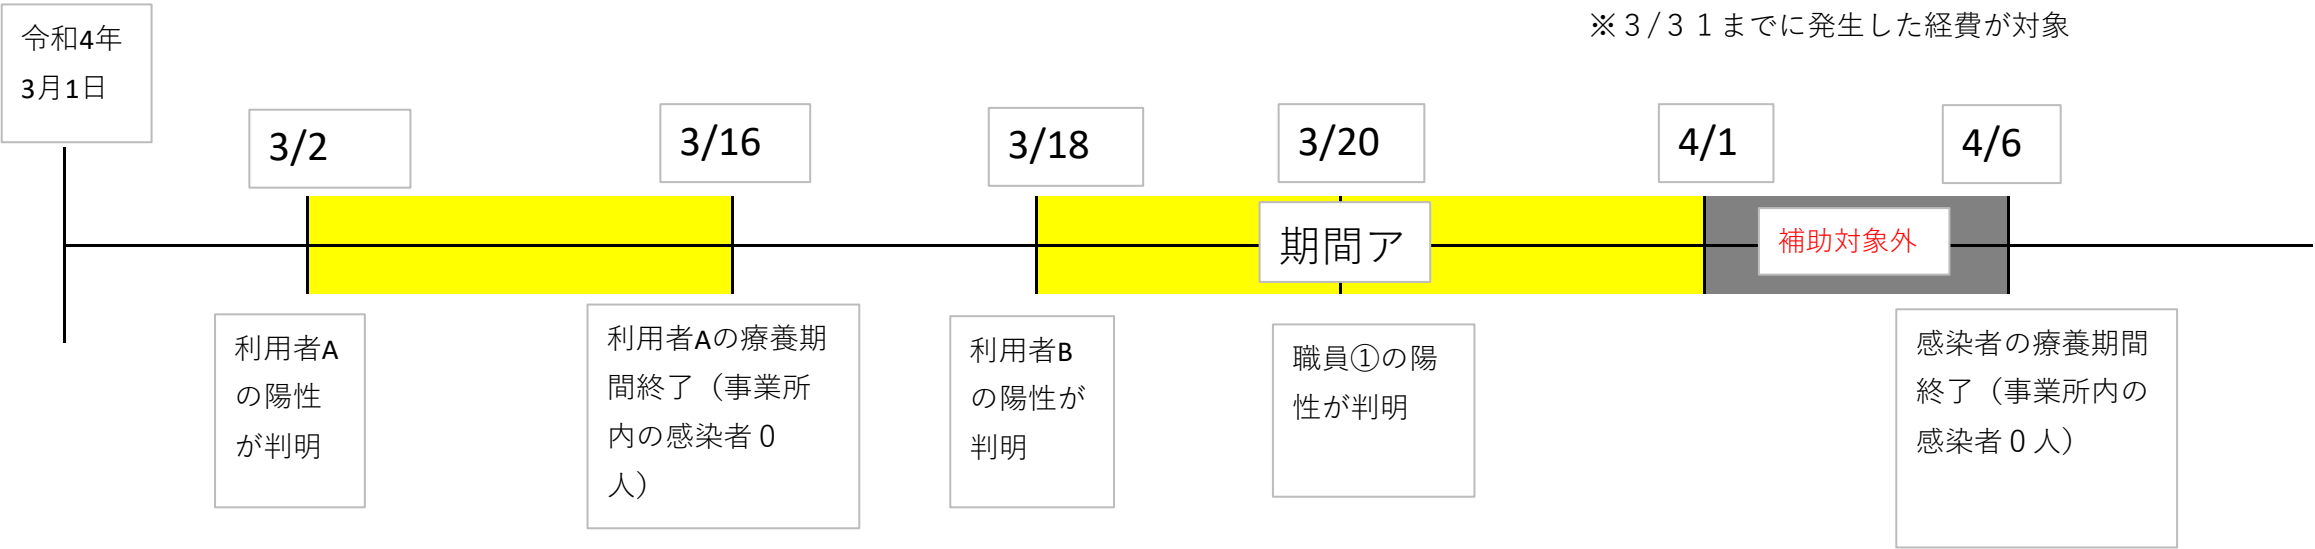 令和4年
3月1日
※３/３１までに発生した経費が対象
3/2
3/16
3/18
3/20
4/1
4/6
期間ア
補助対象外
利用者A
の陽性
が判明
利用者Aの療養期
間終了（事業所
内の感染者０
人）
利用者B
の陽性が
判明
職員①の陽
性が判明
感染者の療養期間
終了（事業所内の
感染者０人）